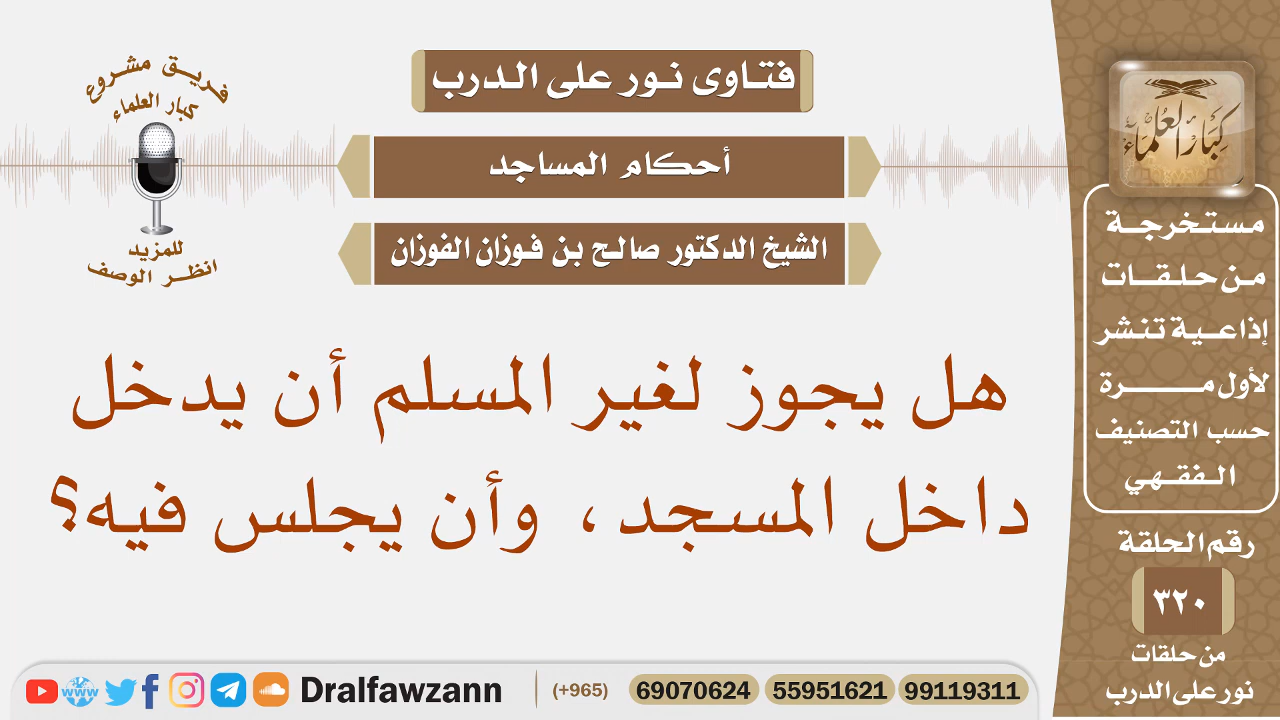 فتاوى نور على الدرب
أحكام المساجد
الشيخ الدكتور صالح بن فوزان الفوزان
فريق مشروع
كبار العلماء
للمزيد
انظر الوصف
هل يجوز لغير المسلم أن يدخل
داخل المسجد، وأن يجلس فيه؟
كبار العلماء
مستخرجة
من حلقات
إذاعية تنشر
لأول مرة
حسب التصنيف
الفقهي
رقم الحلقة
٣٢٠
من حلقات
نور على الدرب
www
Dralfawzann
(+965)
69070624
55951621
99119311